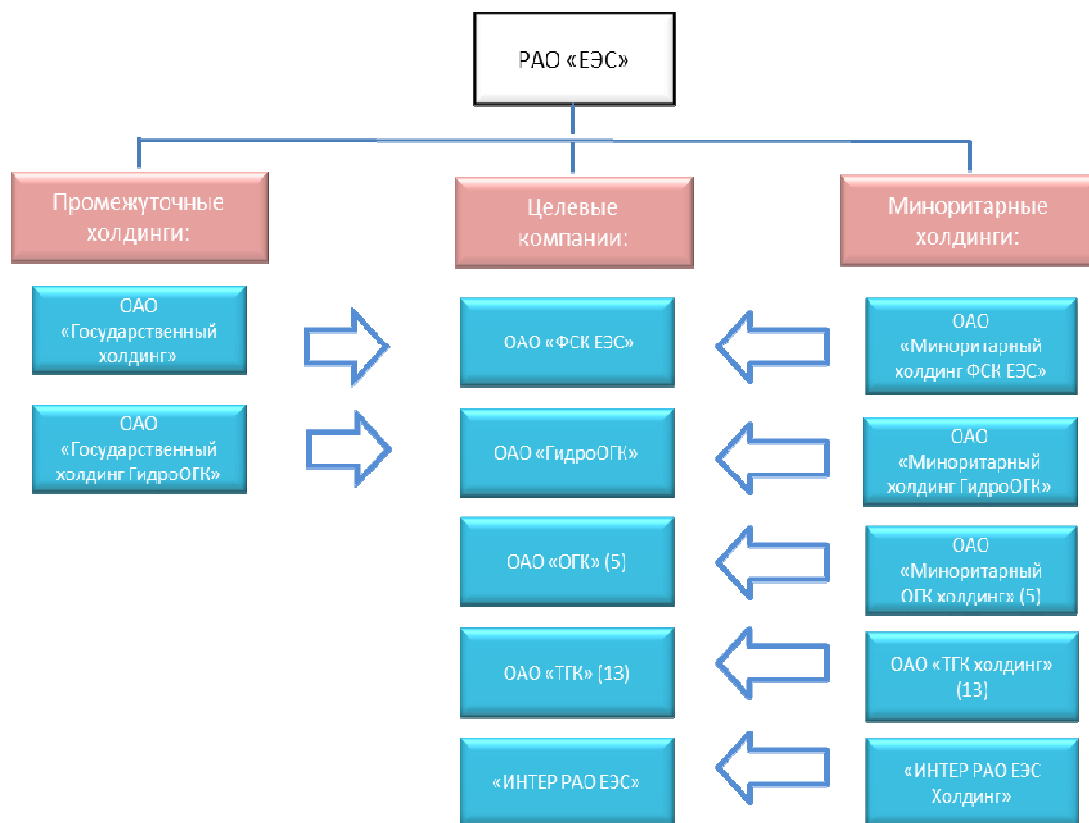 РАО «ЕЭС»
Промежуточные
холдинги:
Целевые
компании:
Миноритарные
холдинги:
ОАО
«Государственный
холдинг»
ОАО «ФСК ЕЭС»
ОАО
«Миноритарный
холдинг ФСК ЕЭС»
ОАО
«Государственный
холдинг ГидроОГК»
ОАО «ГидроОГК»
ОАО
«Миноритарный
холдинг ГидроОГК»
ОАО «ОГК» (5)
ОАО
«Миноритарный
ОГК холдинг» (5)
ОАО «ТГК» (13)
ОАО «ТГК холдинг»
(13)
«ИНТЕР РАО ЕЭС»
«ИНТЕР РАО ЕЭС
Холдинг»